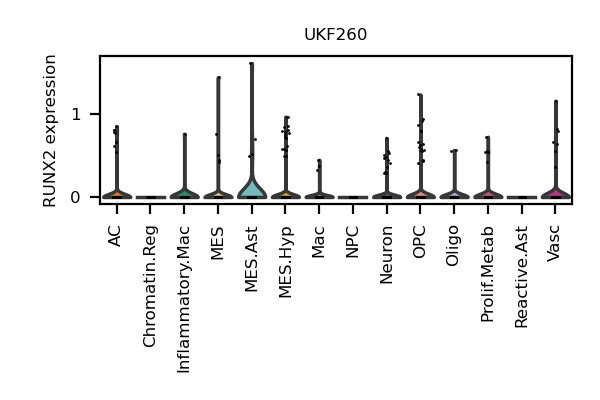 UKF260
RUNX2 expression
1
0
AC
Chromatin.Reg
Inflammatory.Mac
MES
MES.Ast
MES.Hyp
Mac
NPC
Neuron
OPC
Oligo
Prolif.Metab
Reactive.Ast
Vasc